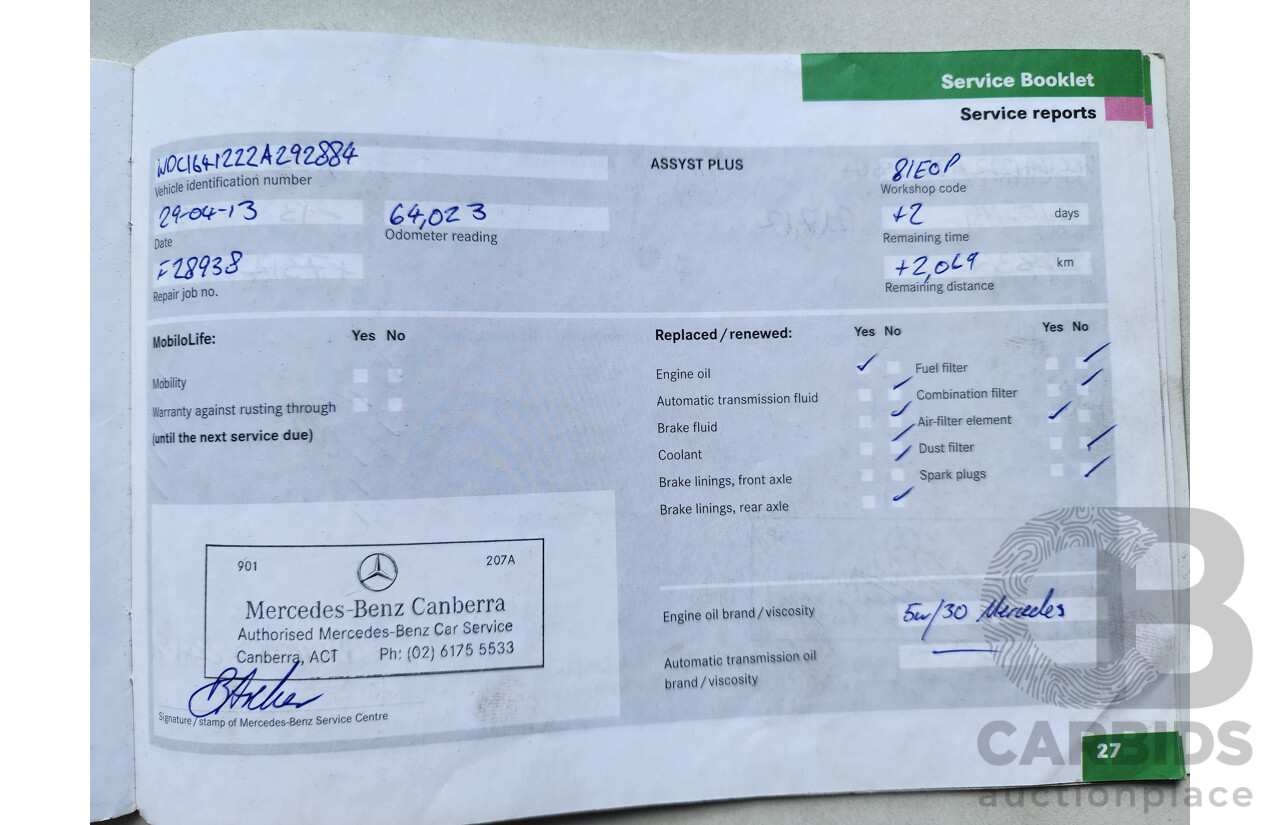 Service Booklet
Service reports
WDC1641222A292884
Vehicle identification number
29-04-13
Date
64,023
Odometer reading
F28938
Repair job no.
ASSYST PLUS
81EOP
Workshop code
+2 days
Remaining time
+2,069 km
Remaining distance
MobiloLife: Yes No
Mobility
Warranty against rusting through
(until the next service due)
Replaced / renewed: Yes No
Engine oil
Automatic transmission fluid
Brake fluid
Coolant
Brake linings, front axle
Brake linings, rear axle
Yes No
Fuel filter
Combination filter
Air-filter element
Dust filter
Spark plugs
901 207A
Mercedes-Benz Canberra
Authorised Mercedes-Benz Car Service
Canberra, ACT Ph: (02) 6175 5533
Signature / stamp of Mercedes-Benz Service Centre
Engine oil brand / viscosity
5w/30 Mercedes
Automatic transmission oil
brand / viscosity
27
CARBIDS
auctionplace